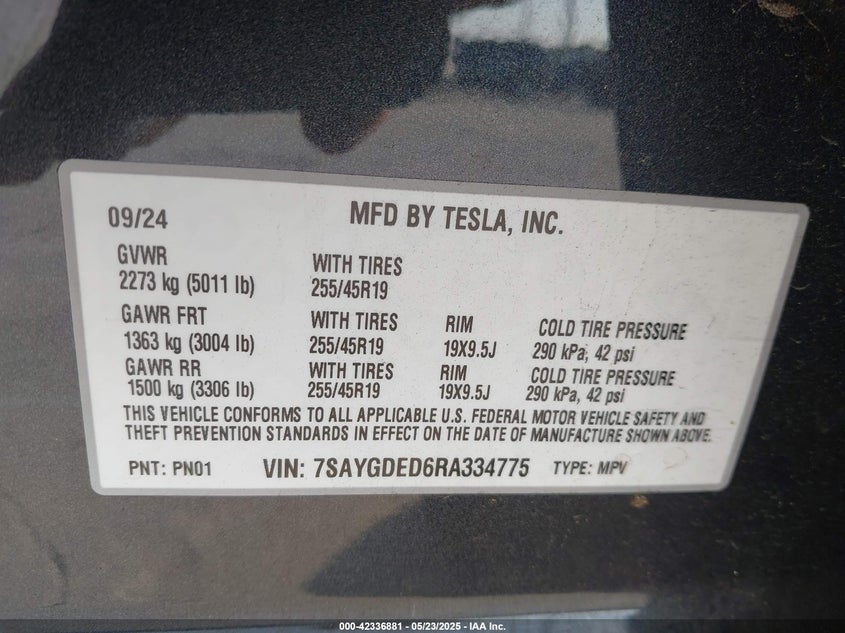 09/24 MFD BY TESLA, INC.
GVWR WITH TIRES
2273 kg (5011 lb) 255/45R19
GAWR FRT WITH TIRES RIM COLD TIRE PRESSURE
1363 kg (3004 lb) 255/45R19 19X9.5J 290 kPa, 42 psi
GAWR RR WITH TIRES RIM COLD TIRE PRESSURE
1500 kg (3306 lb) 255/45R19 19X9.5J 290 kPa, 42 psi
THIS VEHICLE CONFORMS TO ALL APPLICABLE U.S. FEDERAL MOTOR VEHICLE SAFETY AND
THEFT PREVENTION STANDARDS IN EFFECT ON THE DATE OF MANUFACTURE SHOWN ABOVE.
PNT: PN01 VIN: 7SAYGDED6RA334775 TYPE: MPV
000-42336881 - 05/23/2025 - IAA Inc.